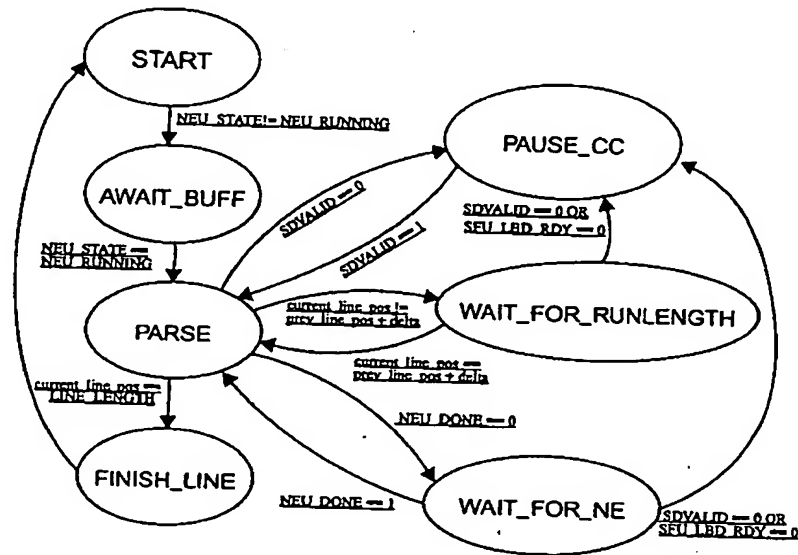 START
NEU_STATE!= NEU_RUNNING
PAUSE_CC
AWAIT_BUFF
SDVALID == 0
SDVALID == 1
SDVALID == 0 OR
SFU_LBD_RDY == 0
NEU_STATE ==
NEU_RUNNING
PARSE
current_line_pos !=
prev_line_pos + delta
WAIT_FOR_RUNLENGTH
current_line_pos ==
prev_line_pos + delta
current_line_pos ==
LINE_LENGTH
NEU_DONE == 0
FINISH_LINE
NEU_DONE == 1
WAIT_FOR_NE
SDVALID == 0 OR
SFU_LBD_RDY == 0